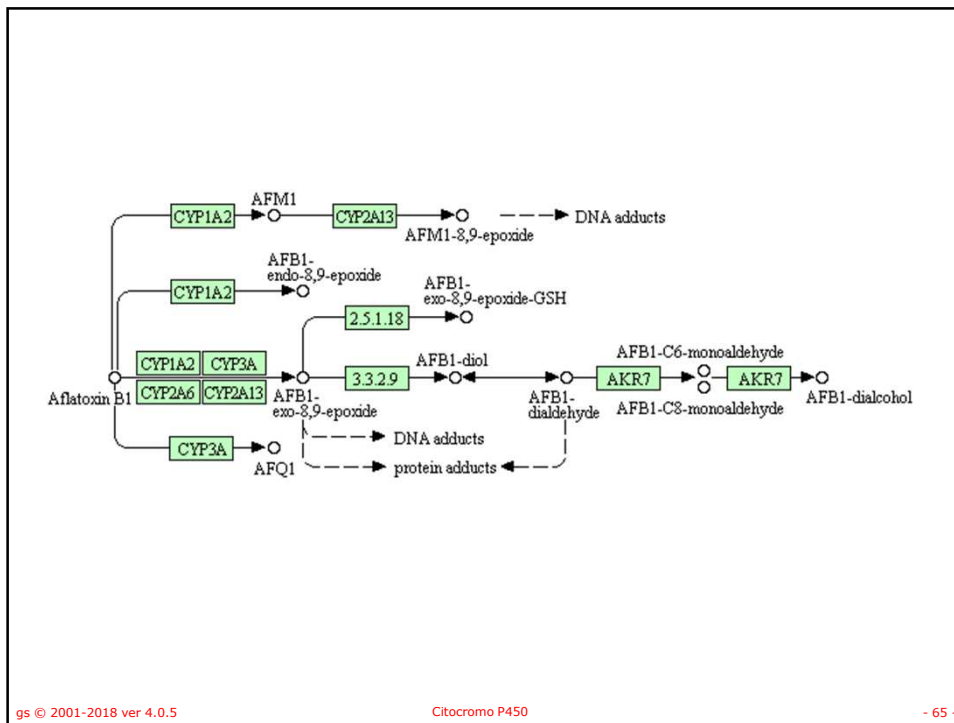 AFM1
CYP1A2
CYP2A13
DNA adducts
AFM1-8,9-epoxide
AFB1-
endo-8,9-epoxide
CYP1A2
AFB1-
exo-8,9-epoxide-GSH
2.5.1.18
CYP1A2
CYP3A
CYP2A6
CYP2A13
Aflatoxin B1
AFB1-
exo-8,9-epoxide
3.3.2.9
AFB1-diol
AFB1-
dialdehyde
AKR7
AFB1-C6-monoaldehyde
AFB1-C8-monoaldehyde
AKR7
AFB1-dialcohol
DNA adducts
protein adducts
CYP3A
AFQ1
gs © 2001-2018 ver 4.0.5
Citocromo P450
- 65 -